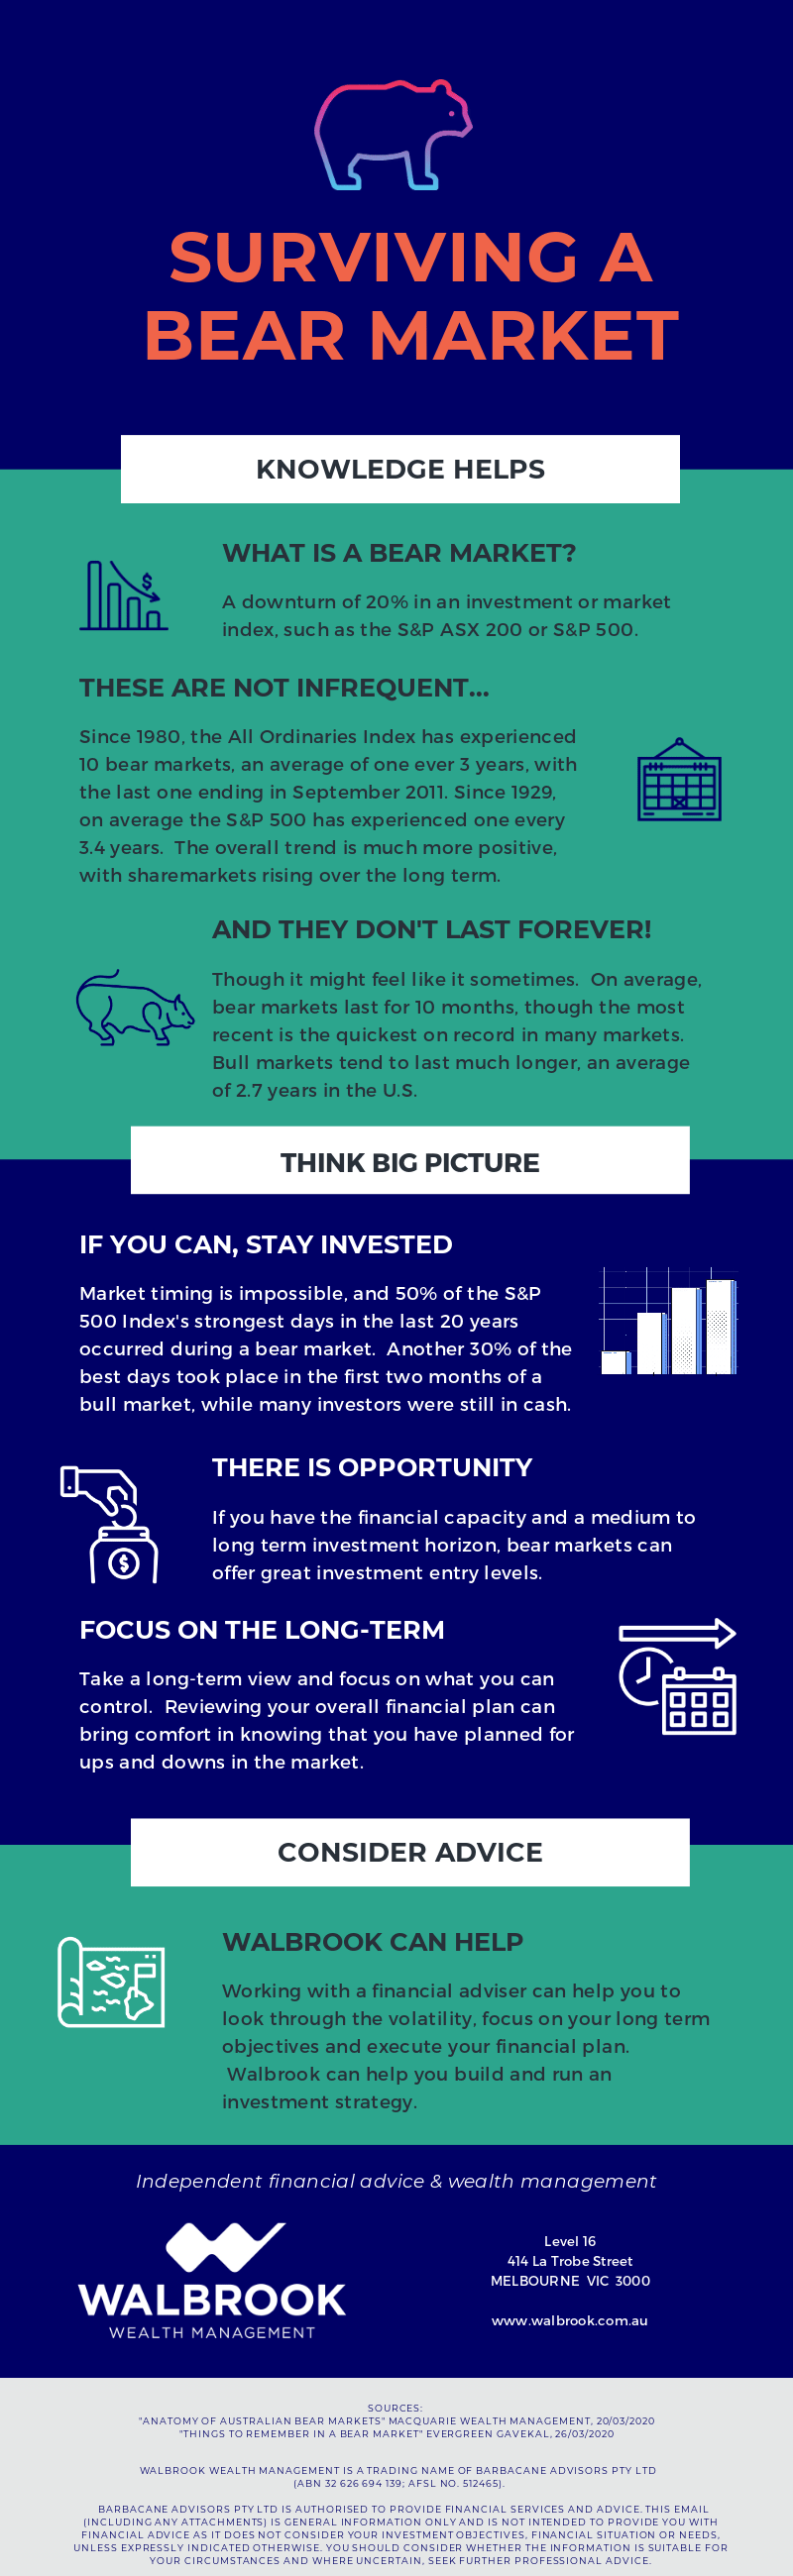 SURVIVING A
BEAR MARKET
KNOWLEDGE HELPS
WHAT IS A BEAR MARKET?
A downturn of 20% in an investment or market
index, such as the S&P ASX 200 or S&P 500.
THESE ARE NOT INFREQUENT...
Since 1980, the All Ordinaries Index has experienced
10 bear markets, an average of one ever 3 years, with
the last one ending in September 2011. Since 1929,
on average the S&P 500 has experienced one every
3.4 years. The overall trend is much more positive,
with sharemarkets rising over the long term.
AND THEY DON'T LAST FOREVER!
Though it might feel like it sometimes. On average,
bear markets last for 10 months, though the most
recent is the quickest on record in many markets.
Bull markets tend to last much longer, an average
of 2.7 years in the U.S.
THINK BIG PICTURE
IF YOU CAN, STAY INVESTED
Market timing is impossible, and 50% of the S&P
500 Index's strongest days in the last 20 years
occurred during a bear market. Another 30% of the
best days took place in the first two months of a
bull market, while many investors were still in cash.
THERE IS OPPORTUNITY
If you have the financial capacity and a medium to
long term investment horizon, bear markets can
offer great investment entry levels.
FOCUS ON THE LONG-TERM
Take a long-term view and focus on what you can
control. Reviewing your overall financial plan can
bring comfort in knowing that you have planned for
ups and downs in the market.
CONSIDER ADVICE
WALBROOK CAN HELP
Working with a financial adviser can help you to
look through the volatility, focus on your long term
objectives and execute your financial plan.
Walbrook can help you build and run an
investment strategy.
Independent financial advice & wealth management
WALBROOK
WEALTH MANAGEMENT
Level 16
414 La Trobe Street
MELBOURNE VIC 3000
www.walbrook.com.au
SOURCES:
"ANATOMY OF AUSTRALIAN BEAR MARKETS" MACQUARIE WEALTH MANAGEMENT, 20/03/2020
"THINGS TO REMEMBER IN A BEAR MARKET" EVERGREEN GAVEKAL, 26/03/2020
WALBROOK WEALTH MANAGEMENT IS A TRADING NAME OF BARBACANE ADVISORS PTY LTD
(ABN 32 626 694 139; AFSL NO. 512465).
BARBACANE ADVISORS PTY LTD IS AUTHORISED TO PROVIDE FINANCIAL SERVICES AND ADVICE. THIS EMAIL
(INCLUDING ANY ATTACHMENTS) IS GENERAL INFORMATION ONLY AND IS NOT INTENDED TO PROVIDE YOU WITH
FINANCIAL ADVICE AS IT DOES NOT CONSIDER YOUR INVESTMENT OBJECTIVES, FINANCIAL SITUATION OR NEEDS,
UNLESS EXPRESSLY INDICATED OTHERWISE. YOU SHOULD CONSIDER WHETHER THE INFORMATION IS SUITABLE FOR
YOUR CIRCUMSTANCES AND WHERE UNCERTAIN, SEEK FURTHER PROFESSIONAL ADVICE.